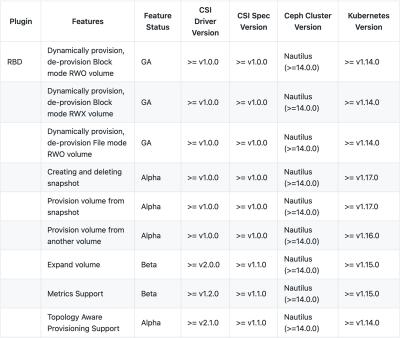 Plugin Features Feature Status CSI Driver Version CSI Spec Version Ceph Cluster Version Kubernetes Version
RBD Dynamically provision, de-provision Block mode RWO volume GA >= v1.0.0 >= v1.0.0 Nautilus (>=14.0.0) >= v1.14.0
Dynamically provision, de-provision Block mode RWX volume GA >= v1.0.0 >= v1.0.0 Nautilus (>=14.0.0) >= v1.14.0
Dynamically provision, de-provision File mode RWO volume GA >= v1.0.0 >= v1.0.0 Nautilus (>=14.0.0) >= v1.14.0
Creating and deleting snapshot Alpha >= v1.0.0 >= v1.0.0 Nautilus (>=14.0.0) >= v1.17.0
Provision volume from snapshot Alpha >= v1.0.0 >= v1.0.0 Nautilus (>=14.0.0) >= v1.17.0
Provision volume from another volume Alpha >= v1.0.0 >= v1.0.0 Nautilus (>=14.0.0) >= v1.16.0
Expand volume Beta >= v2.0.0 >= v1.1.0 Nautilus (>=14.0.0) >= v1.15.0
Metrics Support Beta >= v1.2.0 >= v1.1.0 Nautilus (>=14.0.0) >= v1.15.0
Topology Aware Provisioning Support Alpha >= v2.1.0 >= v1.1.0 Nautilus (>=14.0.0) >= v1.14.0